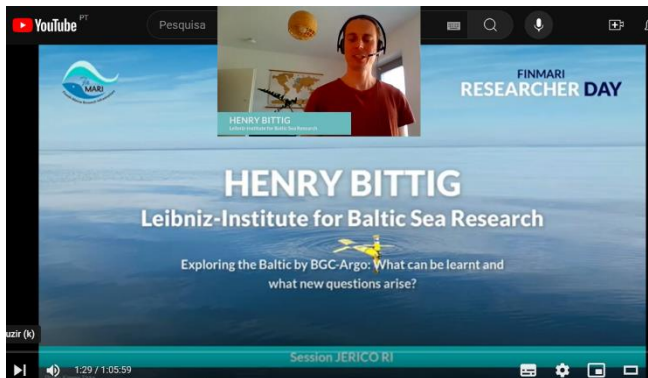 YouTube PT
Pesquisa
MARI
FINMARI
RESEARCHER DAY
HENRY BITTIG
Leibniz-Institute for Baltic Sea Research
HENRY BITTIG
Leibniz-Institute for Baltic Sea Research
Exploring the Baltic by BGC-Argo: What can be learnt and
what new questions arise?
uzir (k)
Session JERICO RI
1:29 / 1:05:59